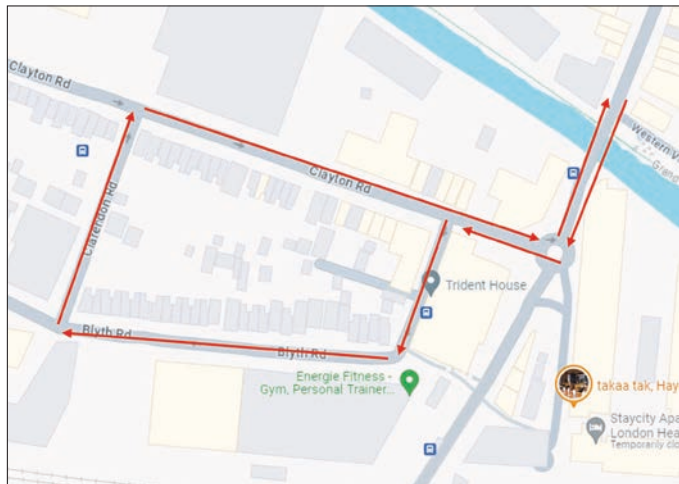 Clayton Rd
Clayton Rd
Western V
Clarendon Rd
Trident House
Blyth Rd
Blyth Rd
Energie Fitness -
Gym, Personal Trainer...
takaa tak, Hay
Staycity Apa
London Hea
Temporarily clo